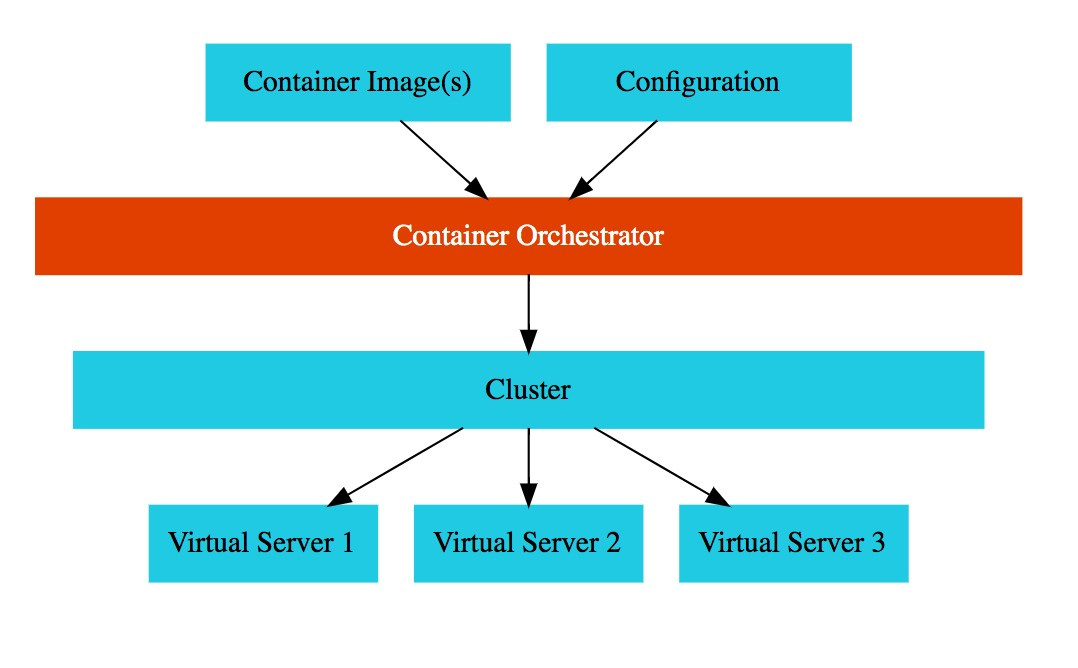 Container Image(s)
Configuration
Container Orchestrator
Cluster
Virtual Server 1
Virtual Server 2
Virtual Server 3